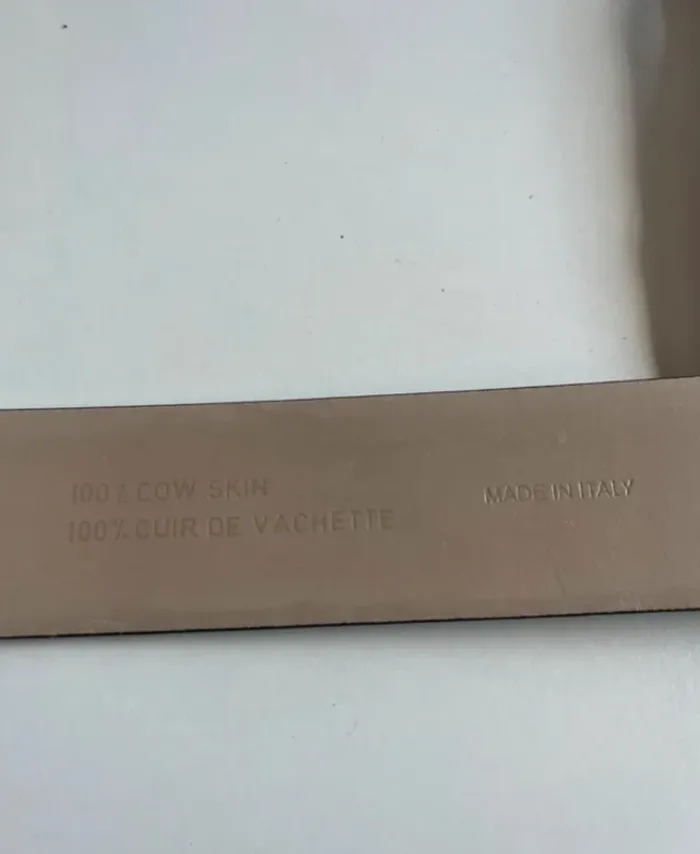 100% COW SKIN
100% CUIR DE VACHETTE
MADE IN ITALY